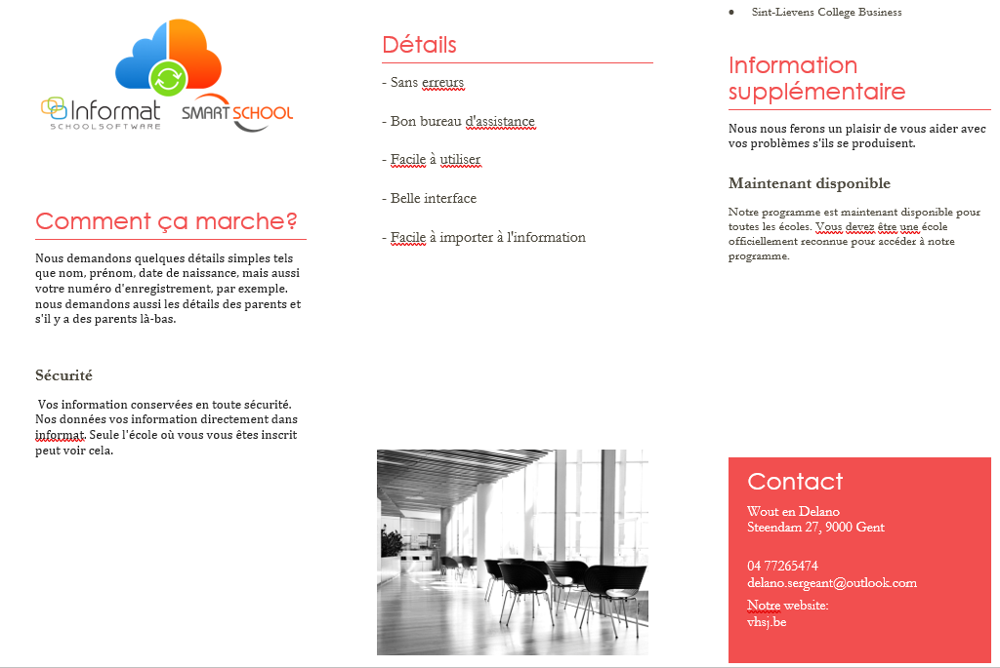 Informat
SCHOOLSOFTWARE
SMARTSCHOOL
Comment ça marche?
Nous demandons quelques détails simples tels
que nom, prénom, date de naissance, mais aussi
votre numéro d'enregistrement, par exemple.
nous demandons aussi les détails des parents et
s'il y a des parents là-bas.
Sécurité
Vos information conservées en toute sécurité.
Nos données vos information directement dans
informat. Seule l'école où vous vous êtes inscrit
peut voir cela.
Détails
- Sans erreurs
- Bon bureau d'assistance
- Facile à utiliser
- Belle interface
- Facile à importer à l'information
• Sint-Lievens College Business
Information
supplémentaire
Nous nous ferons un plaisir de vous aider avec
vos problèmes s'ils se produisent.
Maintenant disponible
Notre programme est maintenant disponible pour
toutes les écoles. Vous devez être une école
officiellement reconnue pour accéder à notre
programme.
Contact
Wout en Delano
Steendam 27, 9000 Gent
04 77265474
delano.sergeant@outlook.com
Notre website:
vhsj.be